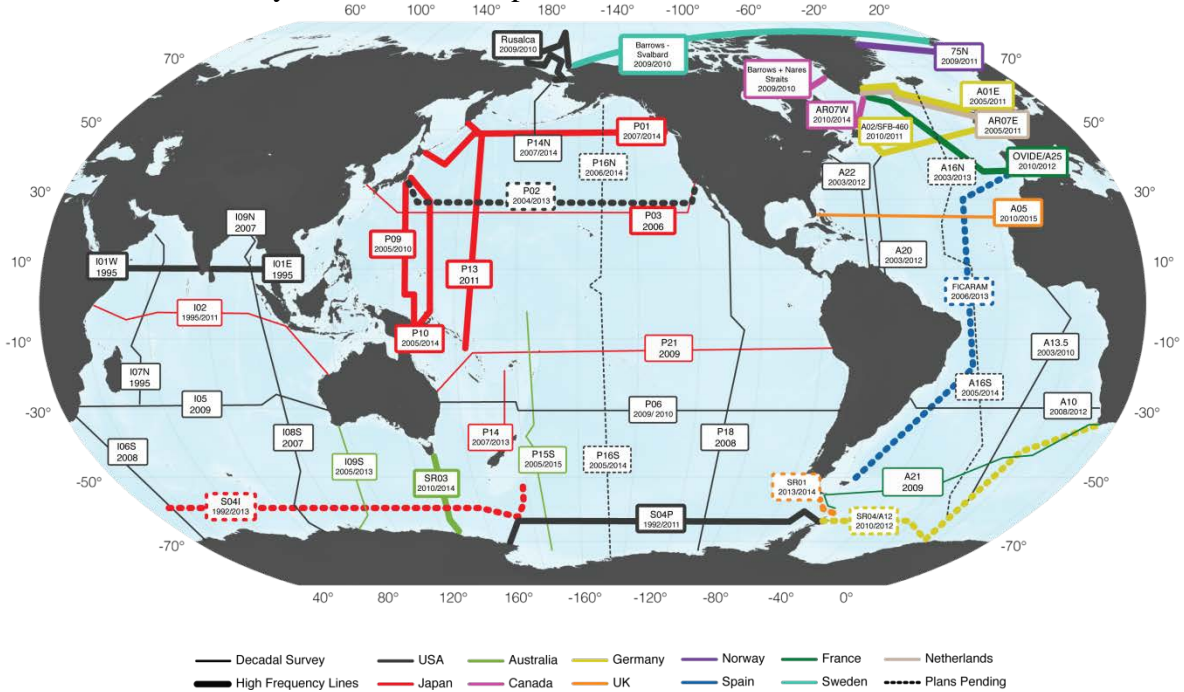 60° 100° 140° 180° -140° -100° -60° -20° 20°
70°
50°
30°
10°
-10°
-30°
-50°
-70°
70°
50°
30°
10°
-10°
-30°
-50°
-70°
Rusalca
2009/2010
Barrows -
Svalbard
2009/2010
75N
2009/2011
Barrows + Nares
Straits
2009/2010
A01E
2005/2011
AR07W
2010/2014
A02/SFB-460
2010/2011
AR07E
2005/2011
P01
2007/2014
P14N
2007/2014
P16N
2006/2014
A22
2003/2012
A16N
2003/2013
OVIDE/A25
2010/2012
P02
2004/2013
P03
2006
A05
2010/2015
I09N
2007
I01W
1995
I01E
1995
P09
2005/2010
P13
2011
A20
2003/2012
FICARAM
2006/2013
I02
1995/2011
P10
2005/2014
P21
2009
A13.5
2003/2010
I07N
1995
A16S
2005/2014
I05
2009
P06
2009/2010
A10
2008/2012
I06S
2008
I08S
2007
I09S
2005/2013
P14
2007/2013
P15S
2005/2015
P16S
2005/2014
P18
2008
SR03
2010/2014
SR01
2013/2014
A21
2009
S04I
1992/2013
S04P
1992/2011
SR04/A12
2010/2012
40° 80° 120° 160° -160° -120° -80° -40° 0°
Decadal Survey USA Australia Germany Norway France Netherlands
High Frequency Lines Japan Canada UK Spain Sweden Plans Pending